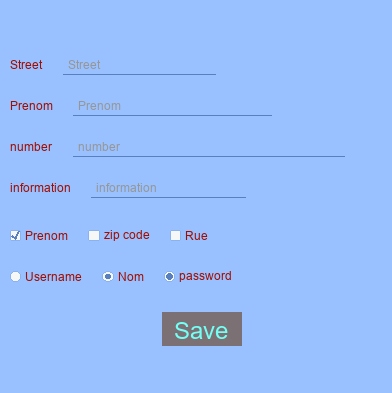 Street Street
Prenom Prenom
number number
information information
Prenom zip code Rue
Username Nom password
Save